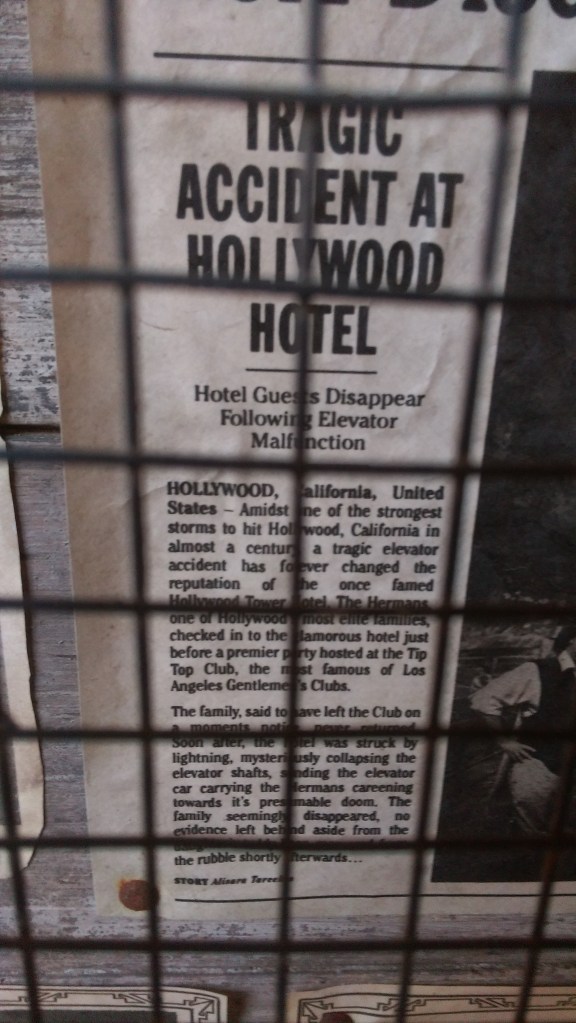 TRAGIC
ACCIDENT AT
HOLLYWOOD
HOTEL
Hotel Guests Disappear
Following Elevator
Malfunction
HOLLYWOOD, California, United
States – Amidst one of the strongest
storms to hit Hollywood, California in
almost a century a tragic elevator
accident has forever changed the
reputation of the once famed
Hollywood Tower Hotel. The Hermans,
one of Hollywood's most elite families,
checked in to the glamorous hotel just
before a premier party hosted at the Tip
Top Club, the most famous of Los
Angeles Gentlemen's Clubs.
The family, said to have left the Club on
a moments notice, never returned.
Soon after, the hotel was struck by
lightning, mysteriously collapsing the
elevator shafts, sending the elevator
car carrying the Hermans careening
towards it's presumable doom. The
family seemingly disappeared, no
evidence left behind aside from the
the rubble shortly afterwards...
STORY